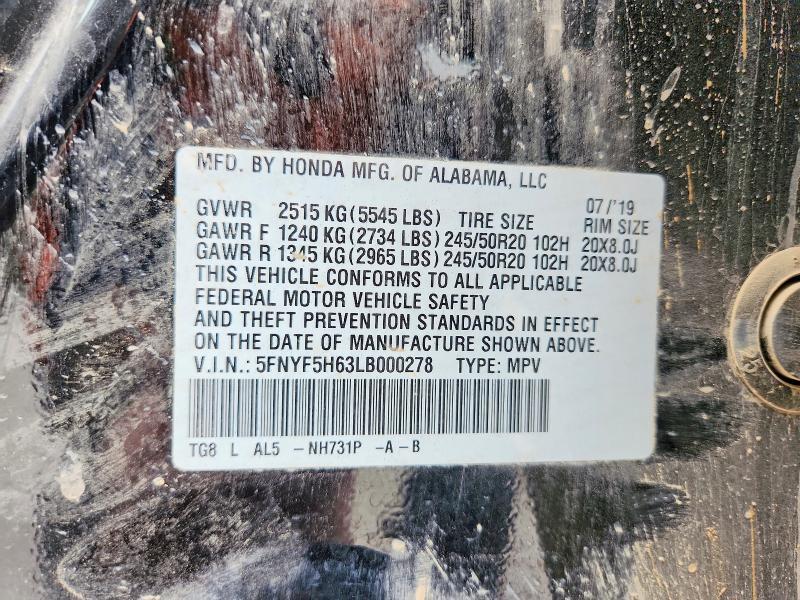 MFD. BY HONDA MFG. OF ALABAMA, LLC
07/'19
GVWR 2515 KG(5545 LBS) TIRE SIZE RIM SIZE
GAWR F 1240 KG(2734 LBS) 245/50R20 102H 20X8.0J
GAWR R 1345 KG(2965 LBS) 245/50R20 102H 20X8.0J
THIS VEHICLE CONFORMS TO ALL APPLICABLE
FEDERAL MOTOR VEHICLE SAFETY
AND THEFT PREVENTION STANDARDS IN EFFECT
ON THE DATE OF MANUFACTURE SHOWN ABOVE.
V.I.N.: 5FNYF5H63LB000278 TYPE: MPV
TG8 L AL5 -NH731P -A -B